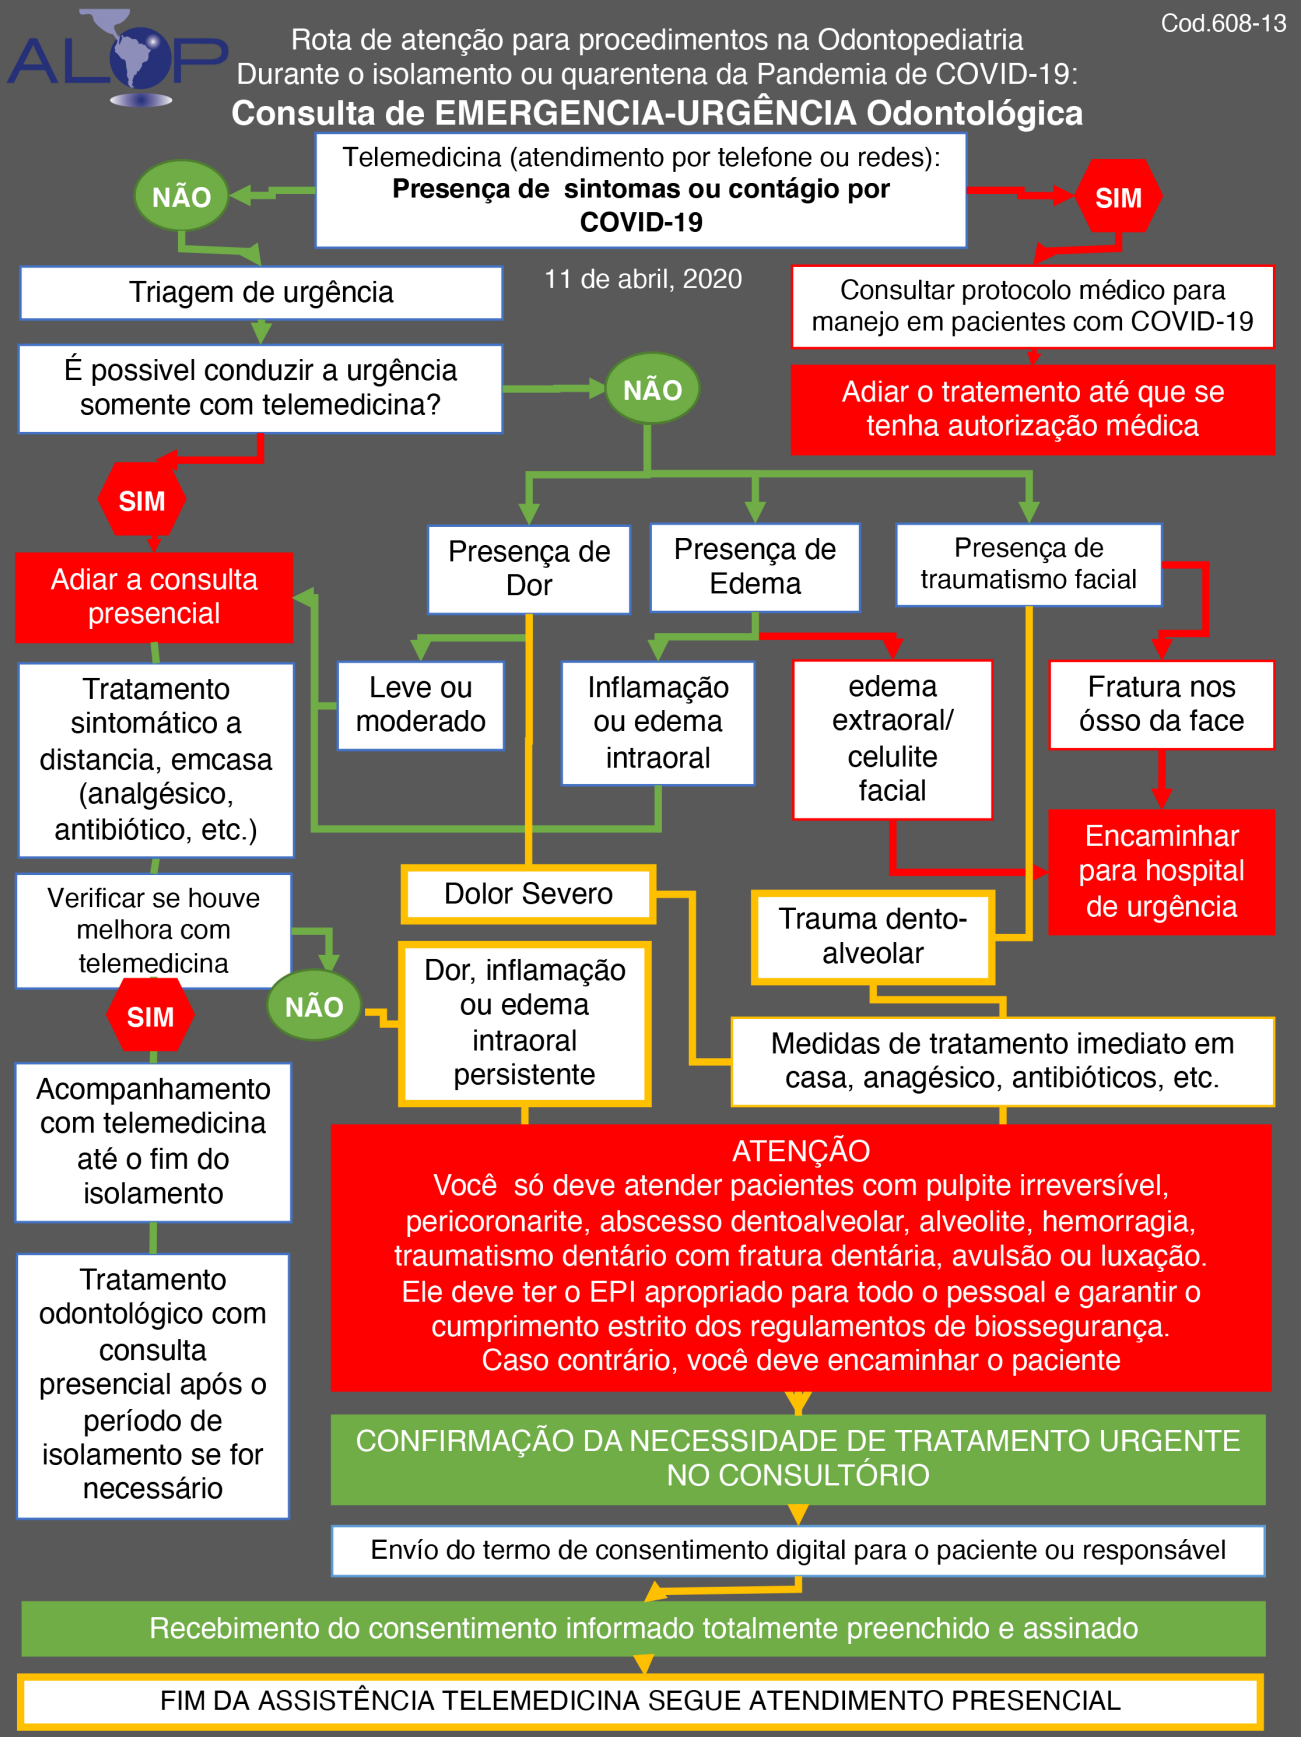 ALOP
Cod.608-13
Rota de atenção para procedimentos na Odontopediatria
Durante o isolamento ou quarentena da Pandemia de COVID-19:
Consulta de EMERGENCIA-URGÊNCIA Odontológica
Telemedicina (atendimento por telefone ou redes):
Presença de sintomas ou contágio por
COVID-19
NÃO
SIM
11 de abril, 2020
Triagem de urgência
Consultar protocolo médico para
manejo em pacientes com COVID-19
É possivel conduzir a urgência
somente com telemedicina?
NÃO
Adiar o tratemento até que se
tenha autorização médica
SIM
Adiar a consulta
presencial
Presença de
Dor
Presença de
Edema
Presença de
traumatismo facial
Tratamento
sintomático a
distancia, emcasa
(analgésico,
antibiótico, etc.)
Leve ou
moderado
Inflamação
ou edema
intraoral
edema
extraoral/
celulite
facial
Fratura nos
ósso da face
Encaminhar
para hospital
de urgência
Verificar se houve
melhora com
telemedicina
Dolor Severo
Trauma dento-
alveolar
NÃO
SIM
Dor, inflamação
ou edema
intraoral
persistente
Medidas de tratamento imediato em
casa, anagésico, antibióticos, etc.
Acompanhamento
com telemedicina
até o fim do
isolamento
ATENÇÃO
Você só deve atender pacientes com pulpite irreversível,
pericoronarite, abscesso dentoalveolar, alveolite, hemorragia,
traumatismo dentário com fratura dentária, avulsão ou luxação.
Ele deve ter o EPI apropriado para todo o pessoal e garantir o
cumprimento estrito dos regulamentos de biossegurança.
Caso contrário, você deve encaminhar o paciente
Tratamento
odontológico com
consulta
presencial após o
período de
isolamento se for
necessário
CONFIRMAÇÃO DA NECESSIDADE DE TRATAMENTO URGENTE
NO CONSULTÓRIO
Envío do termo de consentimento digital para o paciente ou responsável
Recebimento do consentimento informado totalmente preenchido e assinado
FIM DA ASSISTÊNCIA TELEMEDICINA SEGUE ATENDIMENTO PRESENCIAL